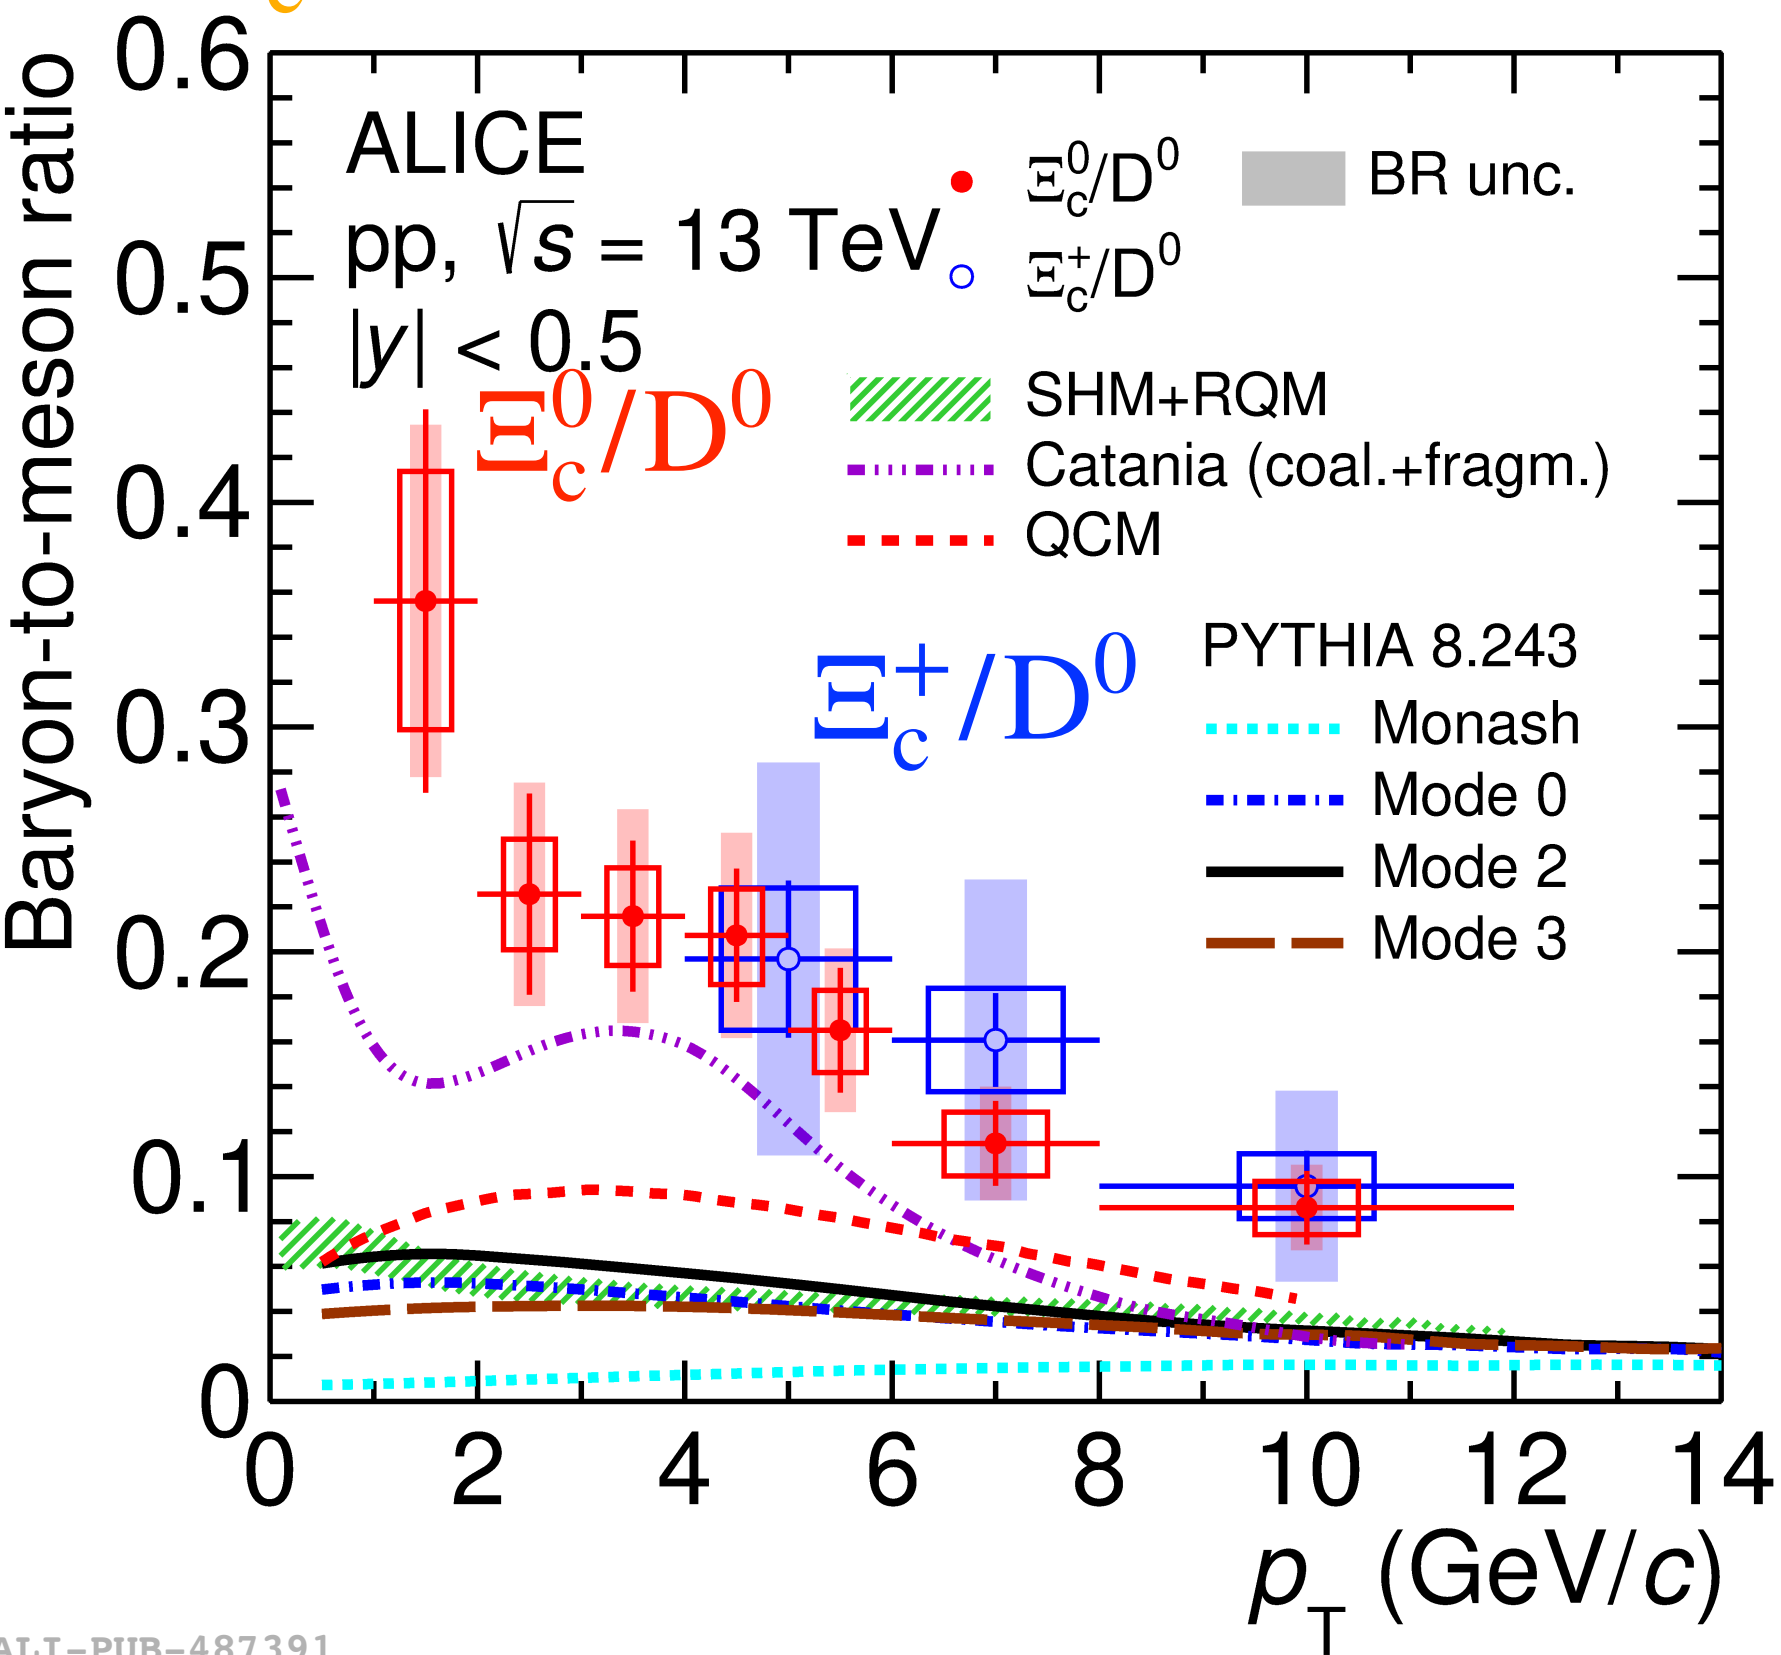 c
Baryon-to-meson ratio
0.6
0.5
0.4
0.3
0.2
0.1
0
ALICE
pp, √s = 13 TeV
|y| < 0.5
Ξc0/D0
Ξc+/D0
BR unc.
SHM+RQM
Catania (coal.+fragm.)
QCM
PYTHIA 8.243
Monash
Mode 0
Mode 2
Mode 3
Ξc0/D0
Ξc+/D0
0 2 4 6 8 10 12 14
pT (GeV/c)
ALI-PUB-487391